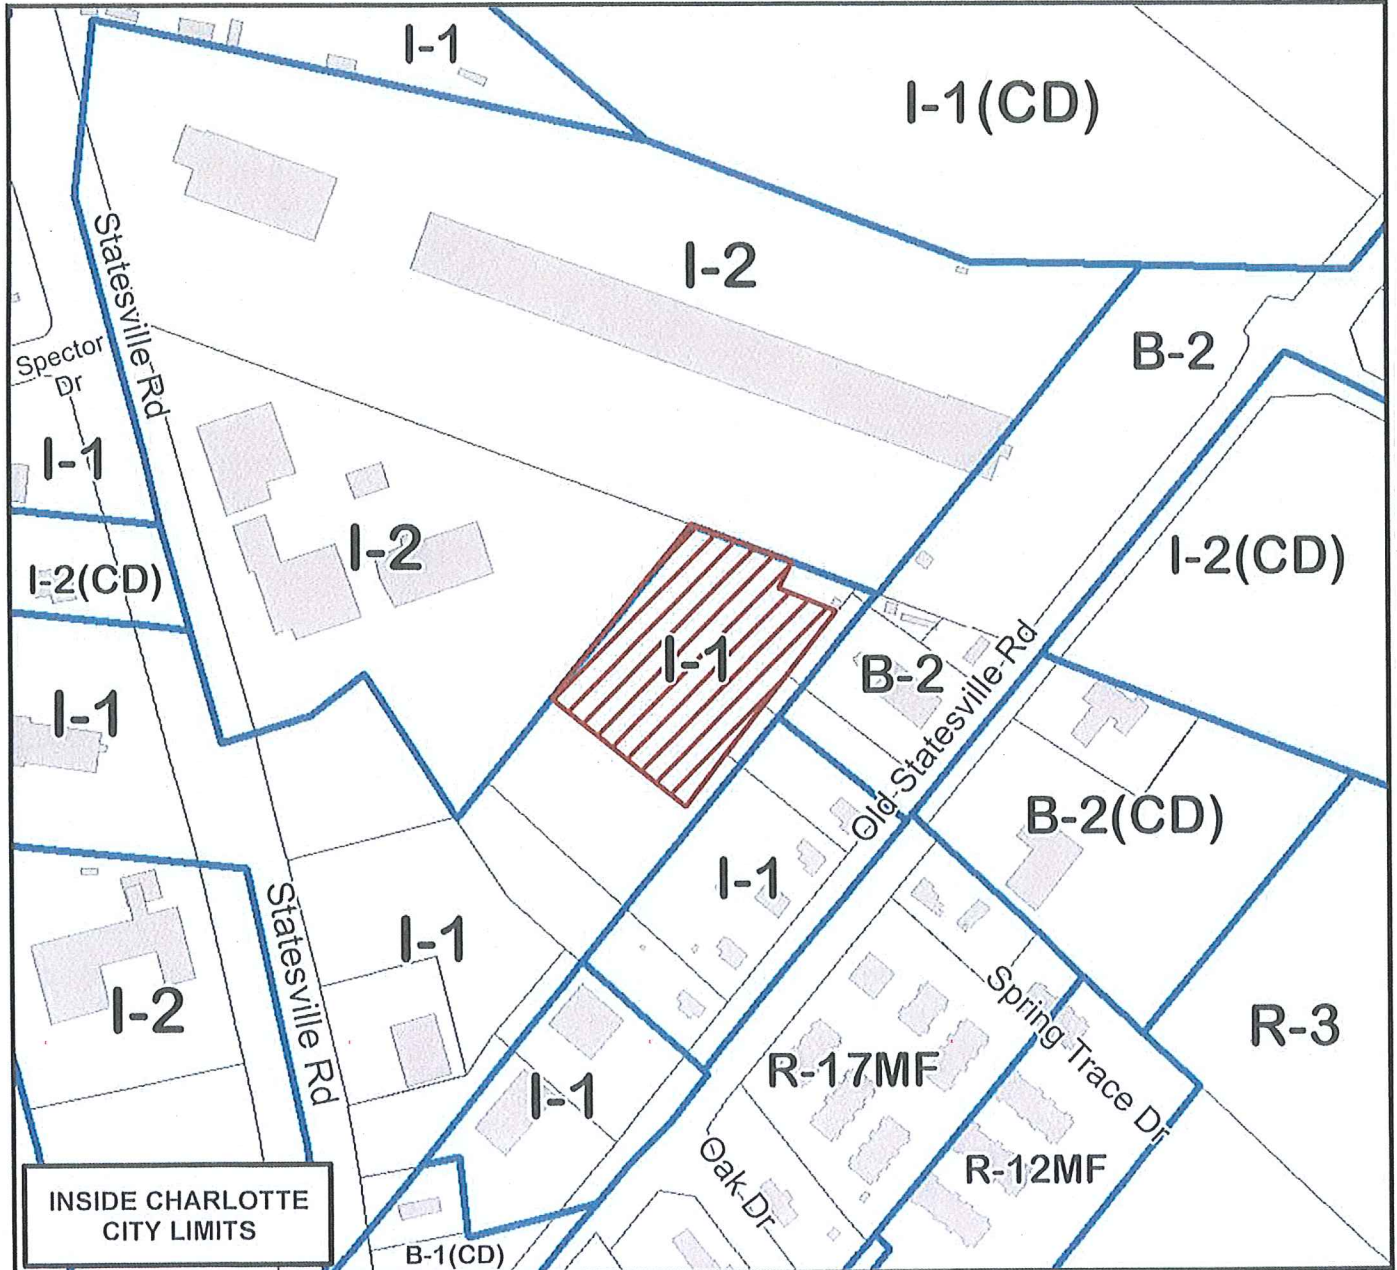 I-1
I-1(CD)
I-2
Statesville Rd
B-2
Spector
Dr
I-1
I-2
I-2(CD)
I-2(CD)
I-1
B-2
Old Statesville Rd
I-1
B-2(CD)
I-1
Statesville Rd
I-1
I-2
Spring Trace Dr
R-3
R-17MF
I-1
Oak Dr
R-12MF
INSIDE CHARLOTTE
CITY LIMITS
B-1(CD)